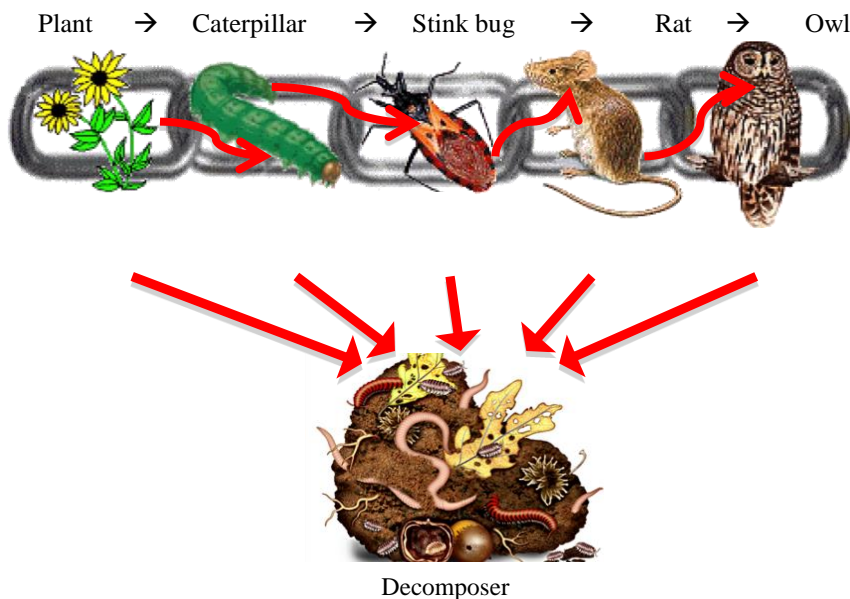 Plant → Caterpillar → Stink bug → Rat → Owl
Decomposer